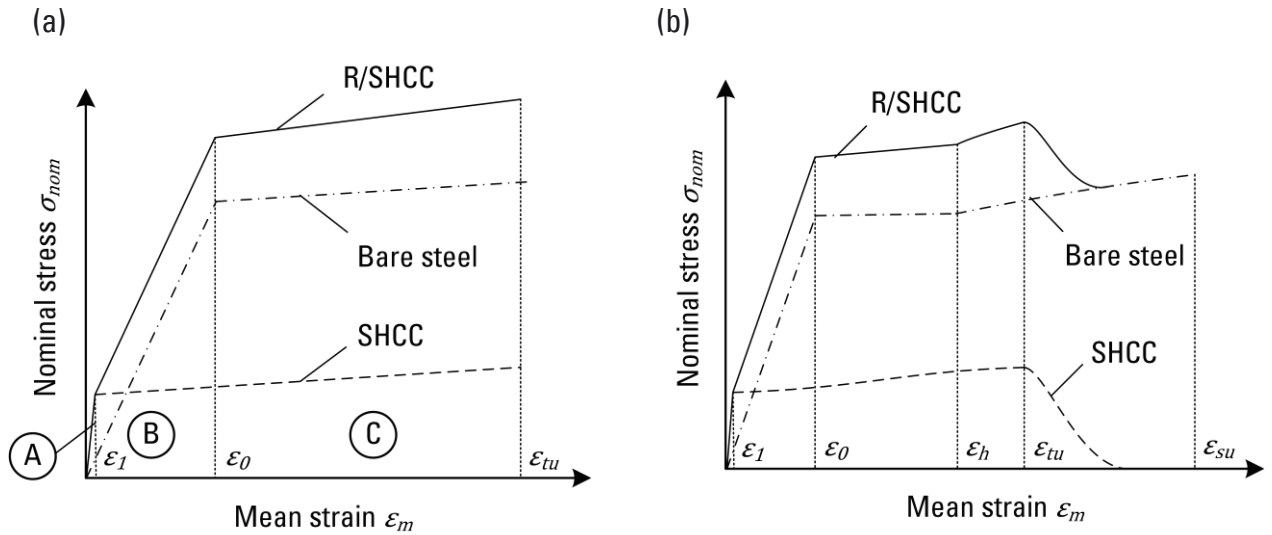 (a)
R/SHCC
Nominal stress σnom
Bare steel
SHCC
A
B
C
ε1
ε0
εtu
Mean strain εm
(b)
R/SHCC
Nominal stress σnom
Bare steel
SHCC
ε1
ε0
εh
εtu
εsu
Mean strain εm